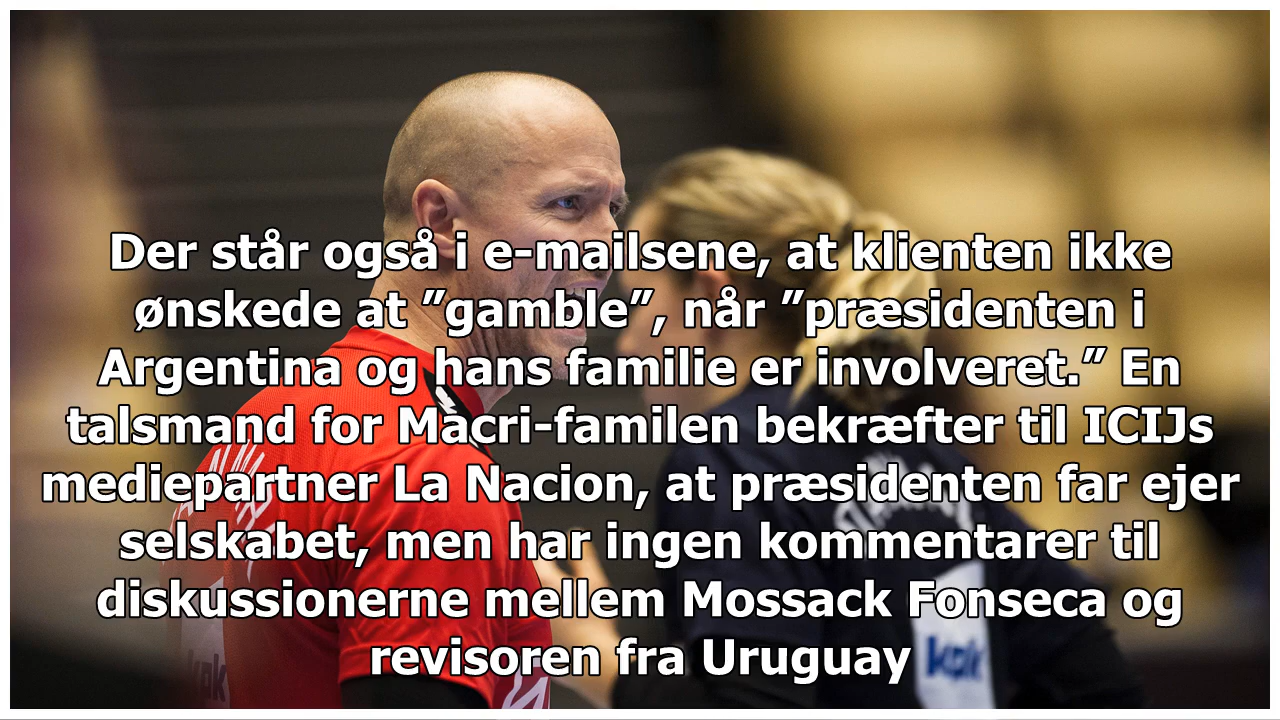 Der står også i e-mailsene, at klienten ikke
ønskede at ”gamble”, når ”præsidenten i
Argentina og hans familie er involveret.” En
talsmand for Macri-familen bekræfter til ICIJs
mediepartner La Nacion, at præsidenten far ejer
selskabet, men har ingen kommentarer til
diskussionerne mellem Mossack Fonseca og
revisoren fra Uruguay